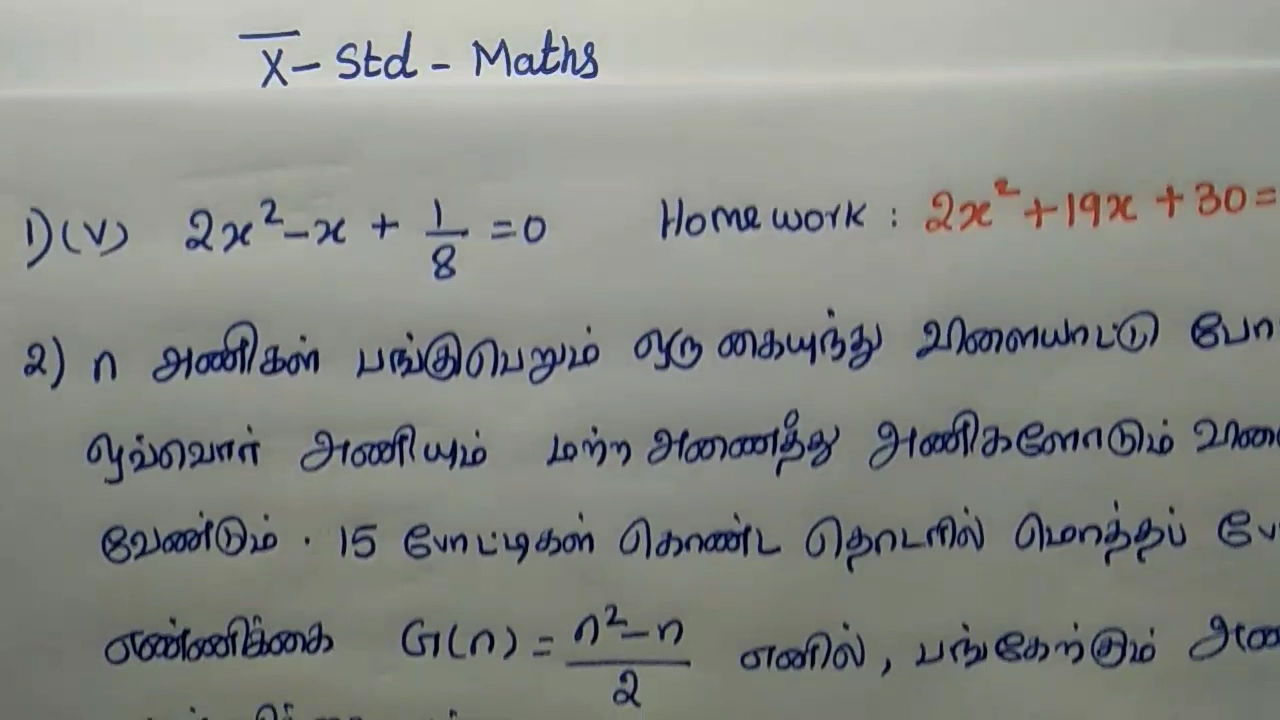 X - Std - Maths
1) (v) 2x² - x + 1/8 = 0 Homework : 2x² + 19x + 30 =
2) n அணிகள் பங்குபெறும் ஒரு கையுந்து விளையாட்டு
ஒவ்வொர் அணியும் மற்ற அணைத்து அணிகளோடும்
வேண்டும் . 15 போட்டிகள் கொண்ட தொடரில் மொத்தப்
எண்ணிக்கை G(n) = n² - n / 2 எனில் , பங்கேற்கும்